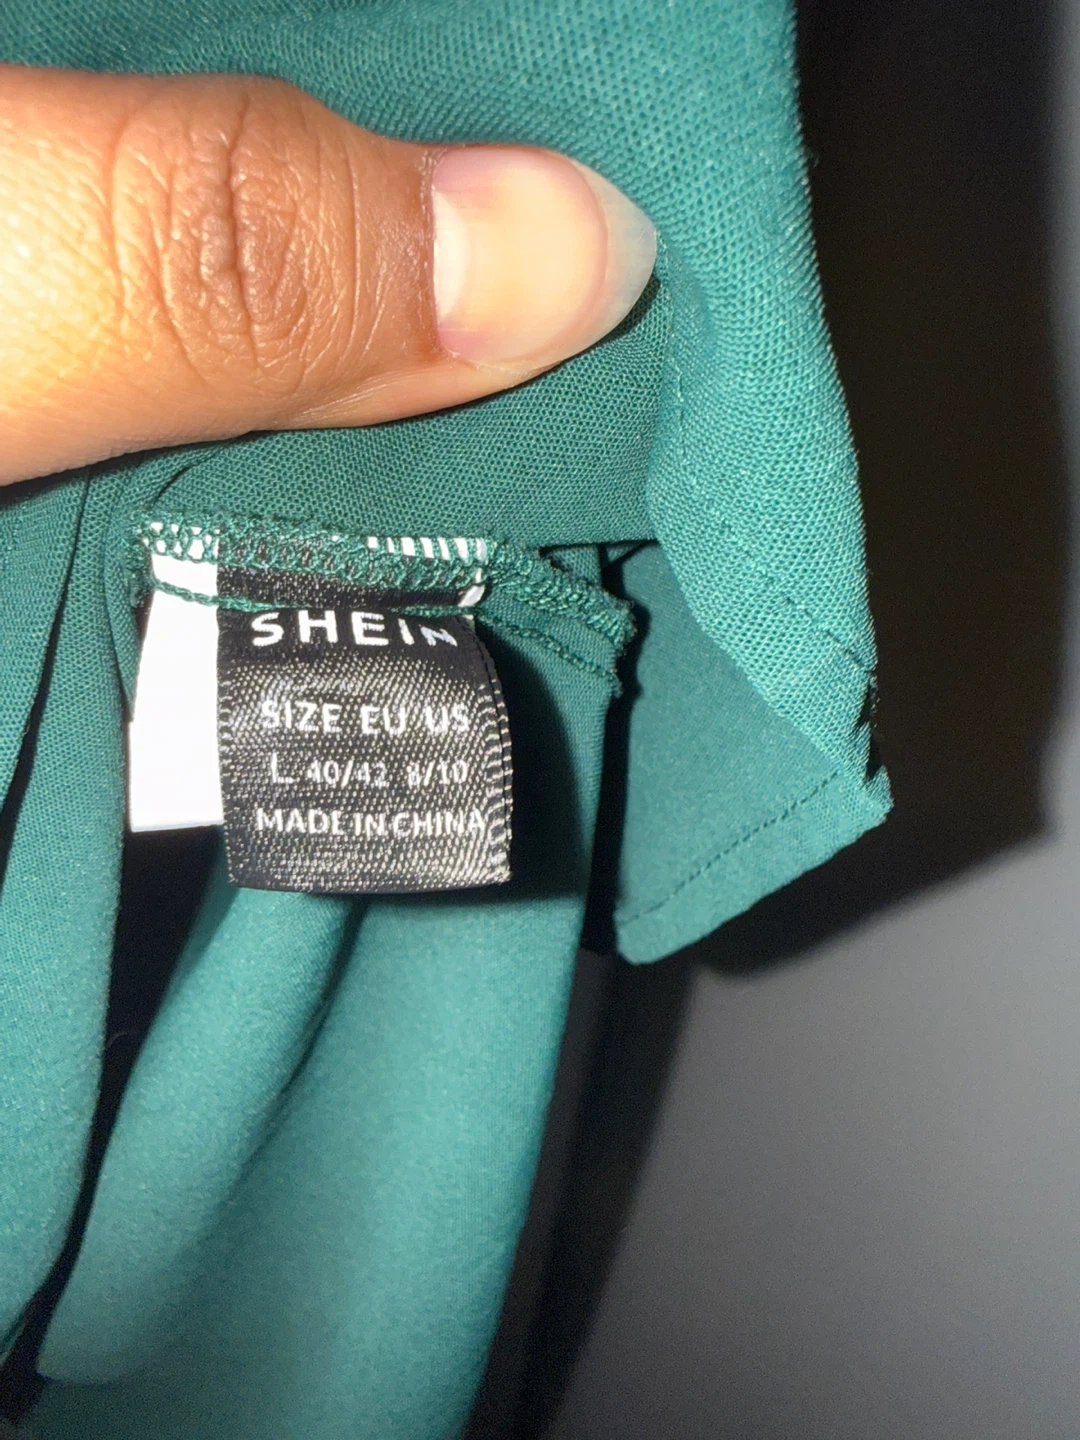 SHEIN
SIZE EU US
L 40/42 8/10
MADE IN CHINA